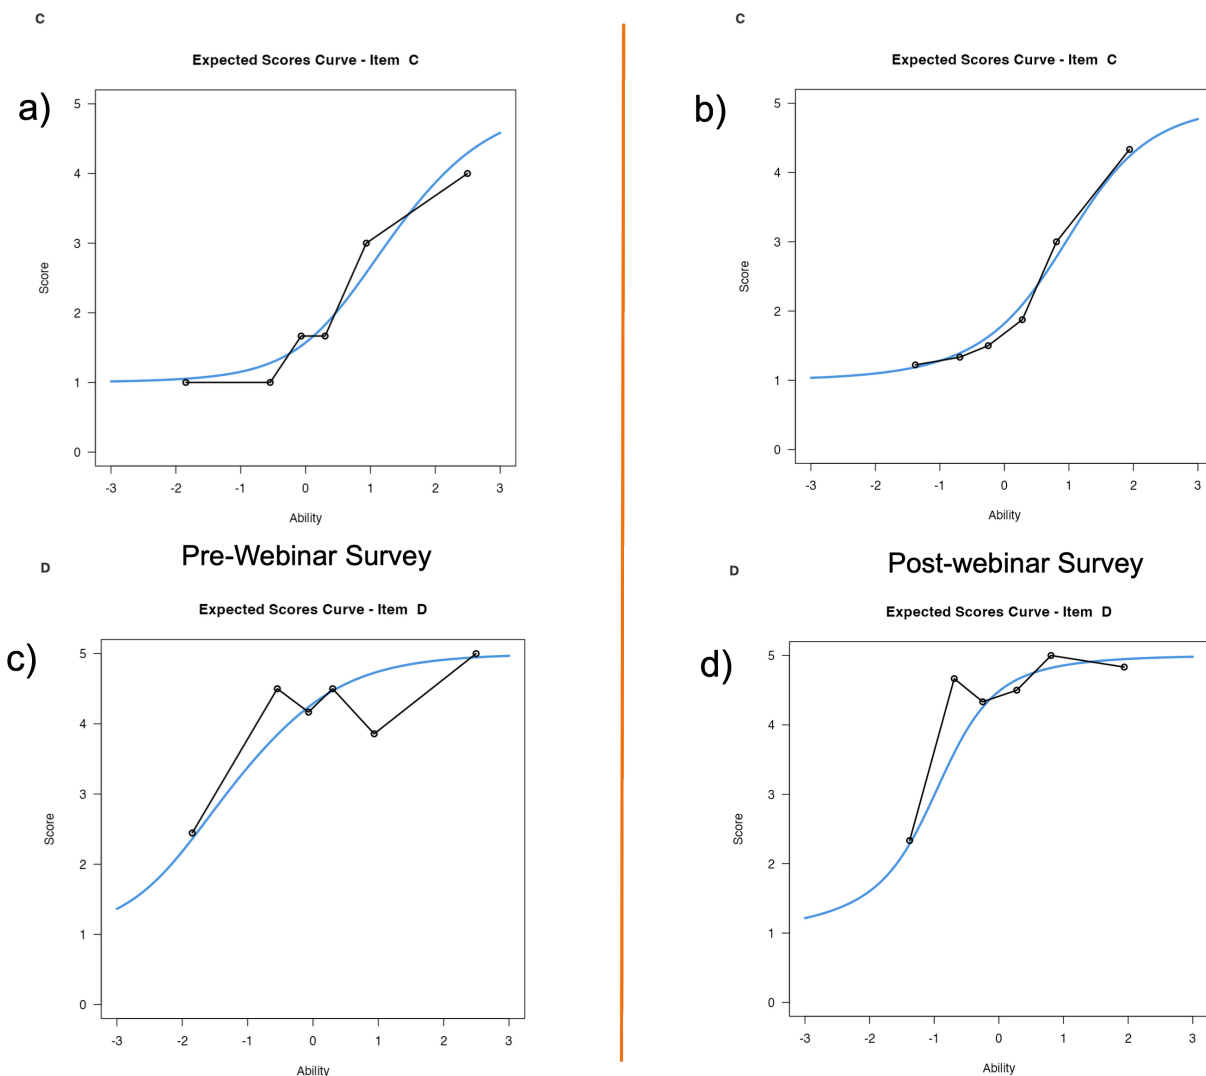 C
Expected Scores Curve - Item C
a)
5
4
3
2
1
0
Score
-3 -2 -1 0 1 2 3
Ability
C
Expected Scores Curve - Item C
b)
5
4
3
2
1
0
Score
-3 -2 -1 0 1 2 3
Ability
Pre-Webinar Survey
Post-webinar Survey
D
Expected Scores Curve - Item D
c)
5
4
3
2
1
0
Score
-3 -2 -1 0 1 2 3
Ability
D
Expected Scores Curve - Item D
d)
5
4
3
2
1
0
Score
-3 -2 -1 0 1 2 3
Ability